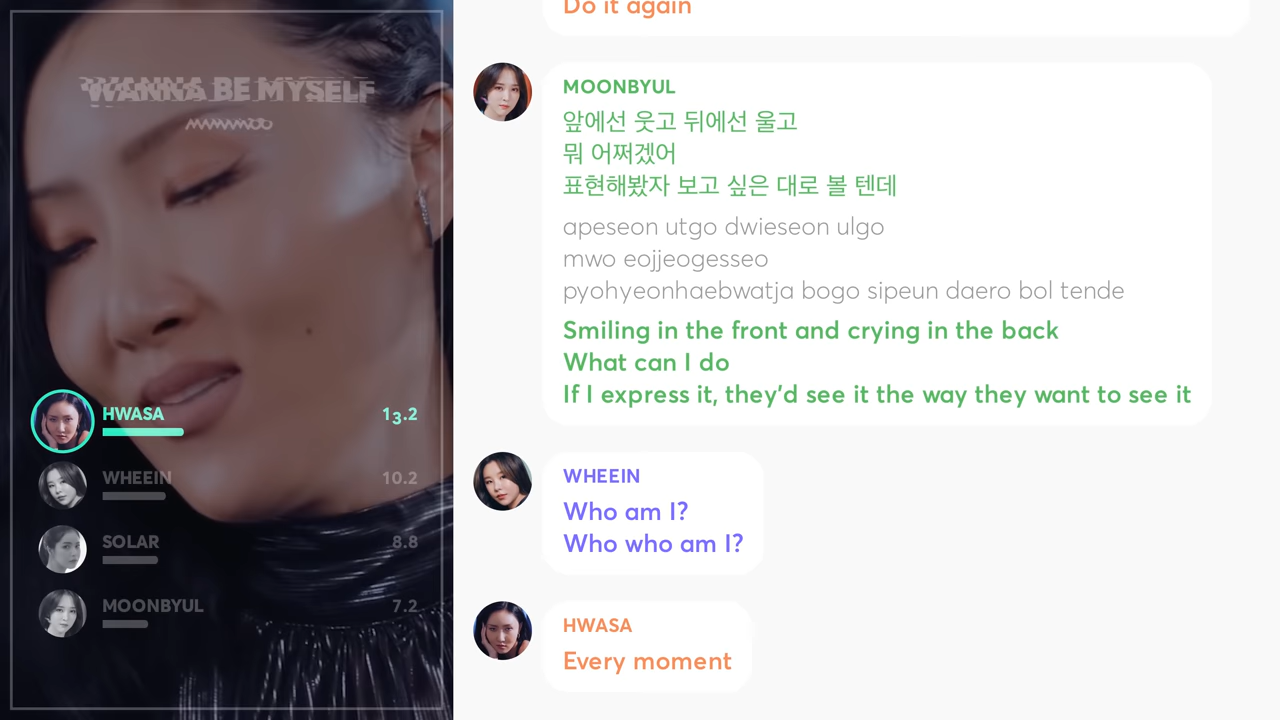 WANNA BE MYSELF
MAMAMOO
HWASA
13.2
WHEEIN
10.2
SOLAR
8.8
MOONBYUL
7.2
Do it again
MOONBYUL
앞에선 웃고 뒤에선 울고
뭐 어쩌겠어
표현해봤자 보고 싶은 대로 볼 텐데
apeseon utgo dwieseon ulgo
mwo eojjeogesseo
pyohyeonhaebwatja bogo sipeun daero bol tende
Smiling in the front and crying in the back
What can I do
If I express it, they'd see it the way they want to see it
WHEEIN
Who am I?
Who who am I?
HWASA
Every moment